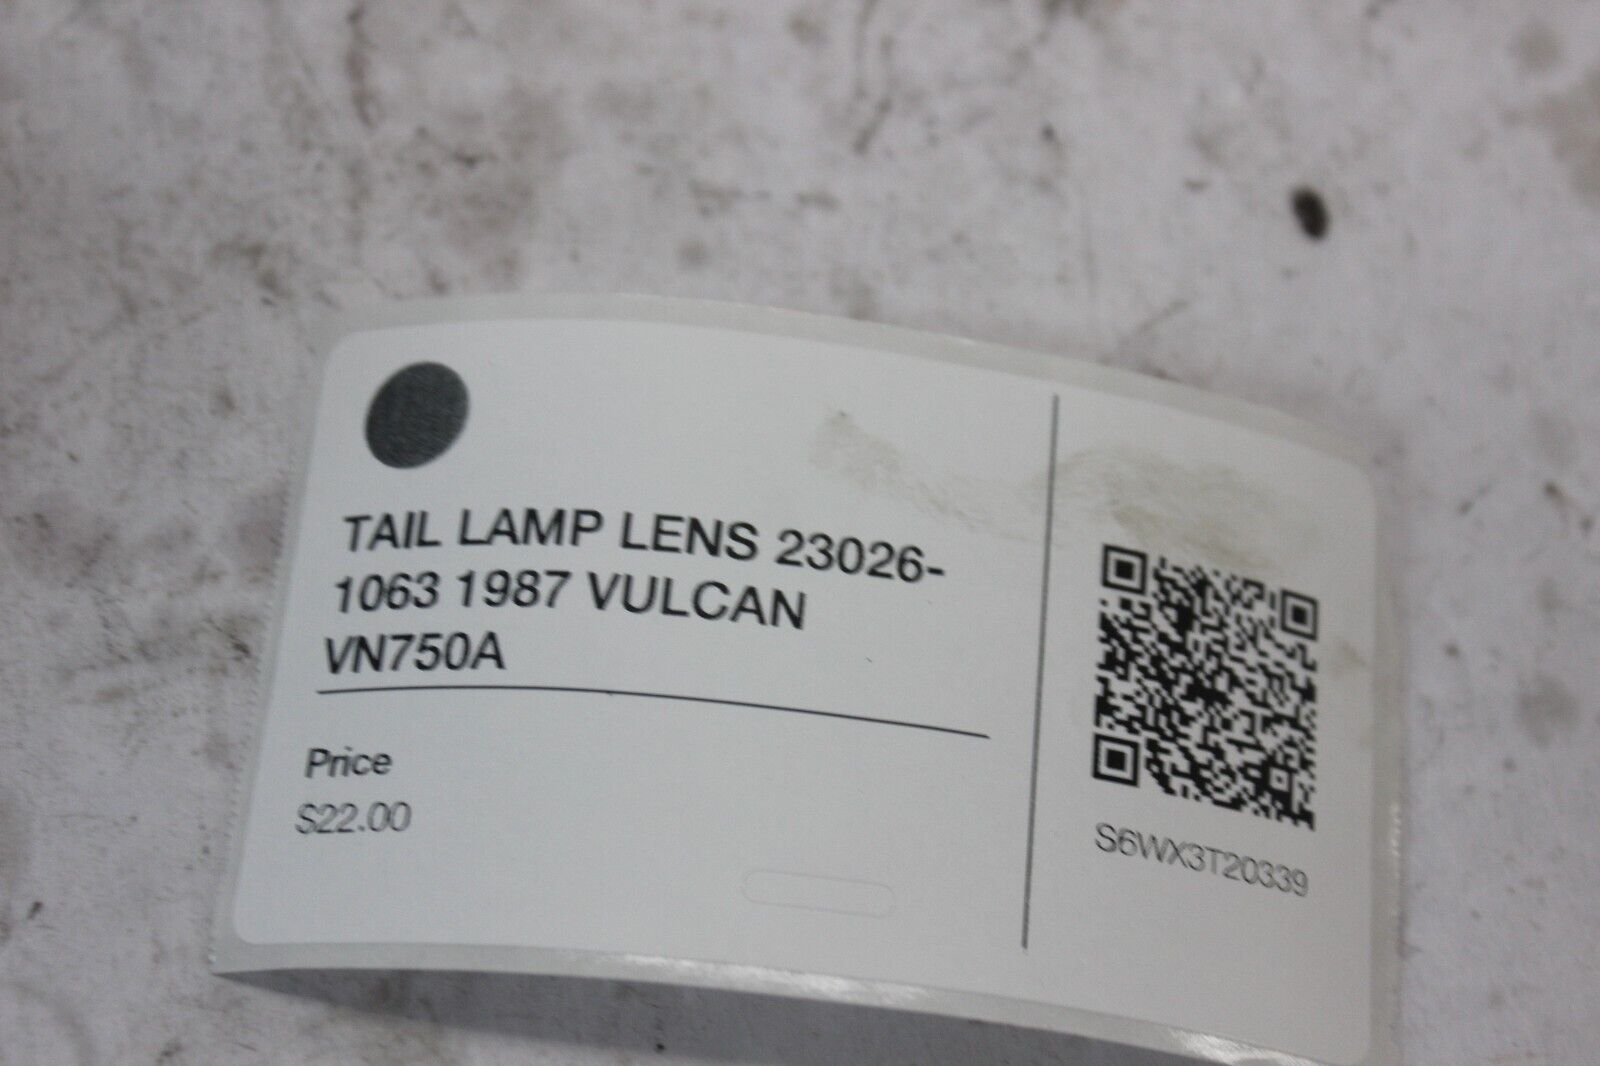 TAIL LAMP LENS 23026-
1063 1987 VULCAN
VN750A
Price
$22.00
S6WX3T20339